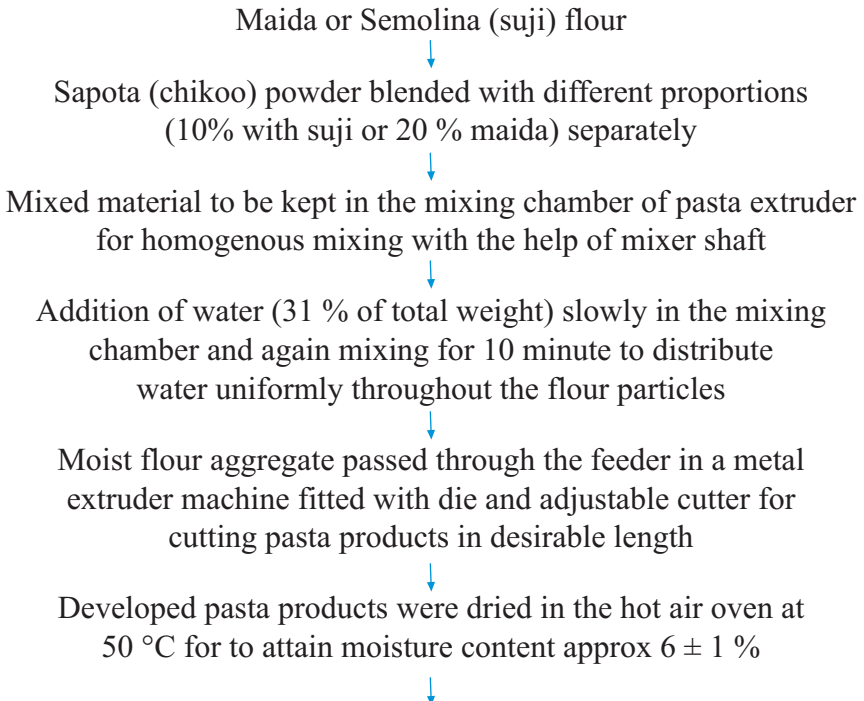 Maida or Semolina (suji) flour
Sapota (chikoo) powder blended with different proportions
(10% with suji or 20 % maida) separately
Mixed material to be kept in the mixing chamber of pasta extruder
for homogenous mixing with the help of mixer shaft
Addition of water (31 % of total weight) slowly in the mixing
chamber and again mixing for 10 minute to distribute
water uniformly throughout the flour particles
Moist flour aggregate passed through the feeder in a metal
extruder machine fitted with die and adjustable cutter for
cutting pasta products in desirable length
Developed pasta products were dried in the hot air oven at
50 °C for to attain moisture content approx 6 ± 1 %